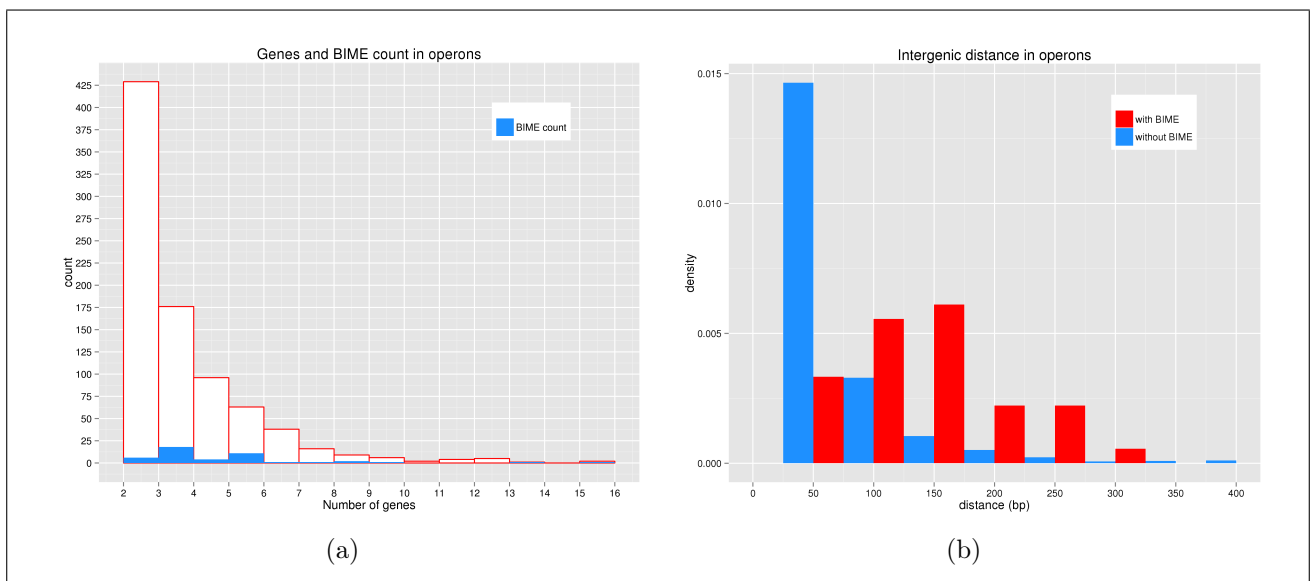 Genes and BIME count in operons
425
400
375
350
325
300
275
250
225
200
175
150
125
100
75
50
25
0
count
BIME count
2 3 4 5 6 7 8 9 10 11 12 13 14 15 16
Number of genes
(a)
Intergenic distance in operons
0.015
0.010
0.005
0.000
density
with BIME
without BIME
0 50 100 150 200 250 300 350 400
distance (bp)
(b)